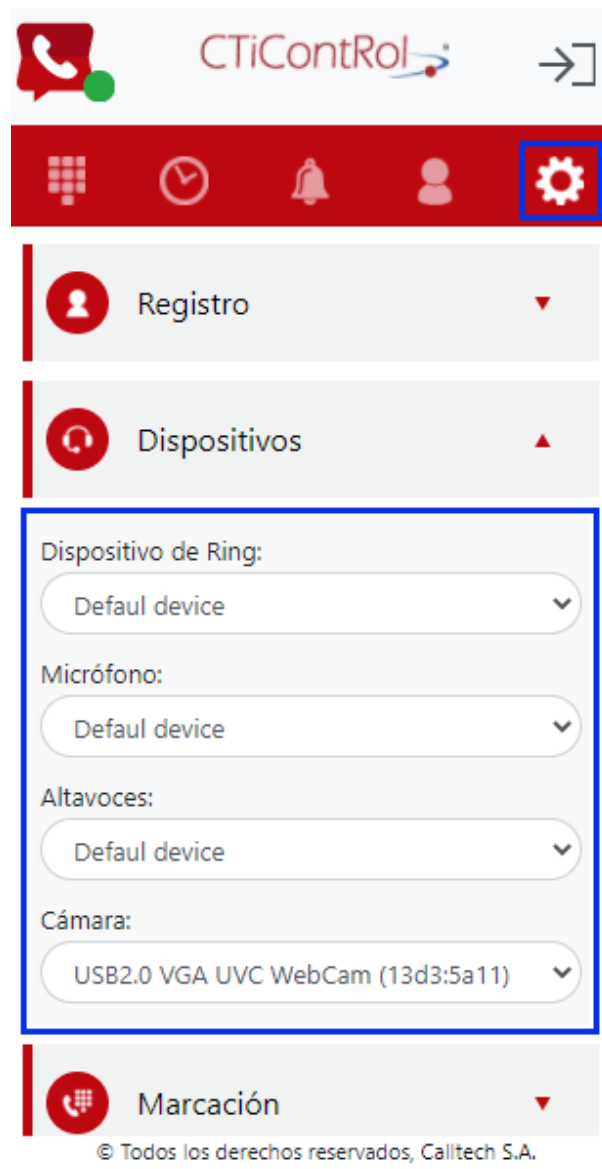 CTiContRol
Registro
Dispositivos
Dispositivo de Ring:
Defaul device
Micrófono:
Defaul device
Altavoces:
Defaul device
Cámara:
USB2.0 VGA UVC WebCam (13d3:5a11)
Marcación
© Todos los derechos reservados, Calltech S.A.